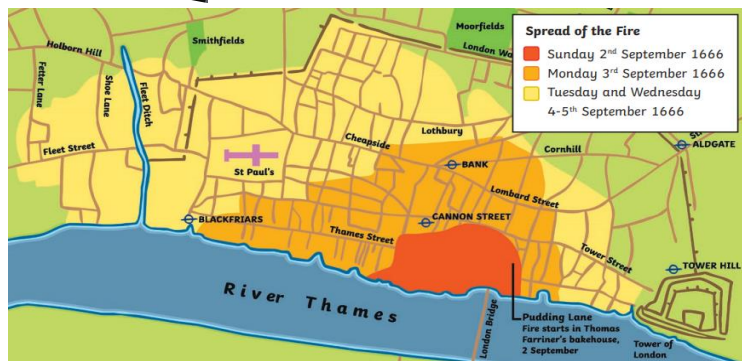 Spread of the Fire
Sunday 2nd September 1666
Monday 3rd September 1666
Tuesday and Wednesday
4-5th September 1666
Moorfields
London Wa
Smithfields
Holborn Hill
Fetter Lane
Shoe Lane
Fleet Ditch
Fleet Street
St Paul's
Cheapside
Lothbury
BANK
Cornhill
St
ALDGATE
Lombard Street
CANNON STREET
BLACKFRIARS
Thames Street
Tower Street
TOWER HILL
River Thames
London Bridge
Pudding Lane
Fire starts in Thomas
Farriner's bakehouse,
2 September
Tower of
London